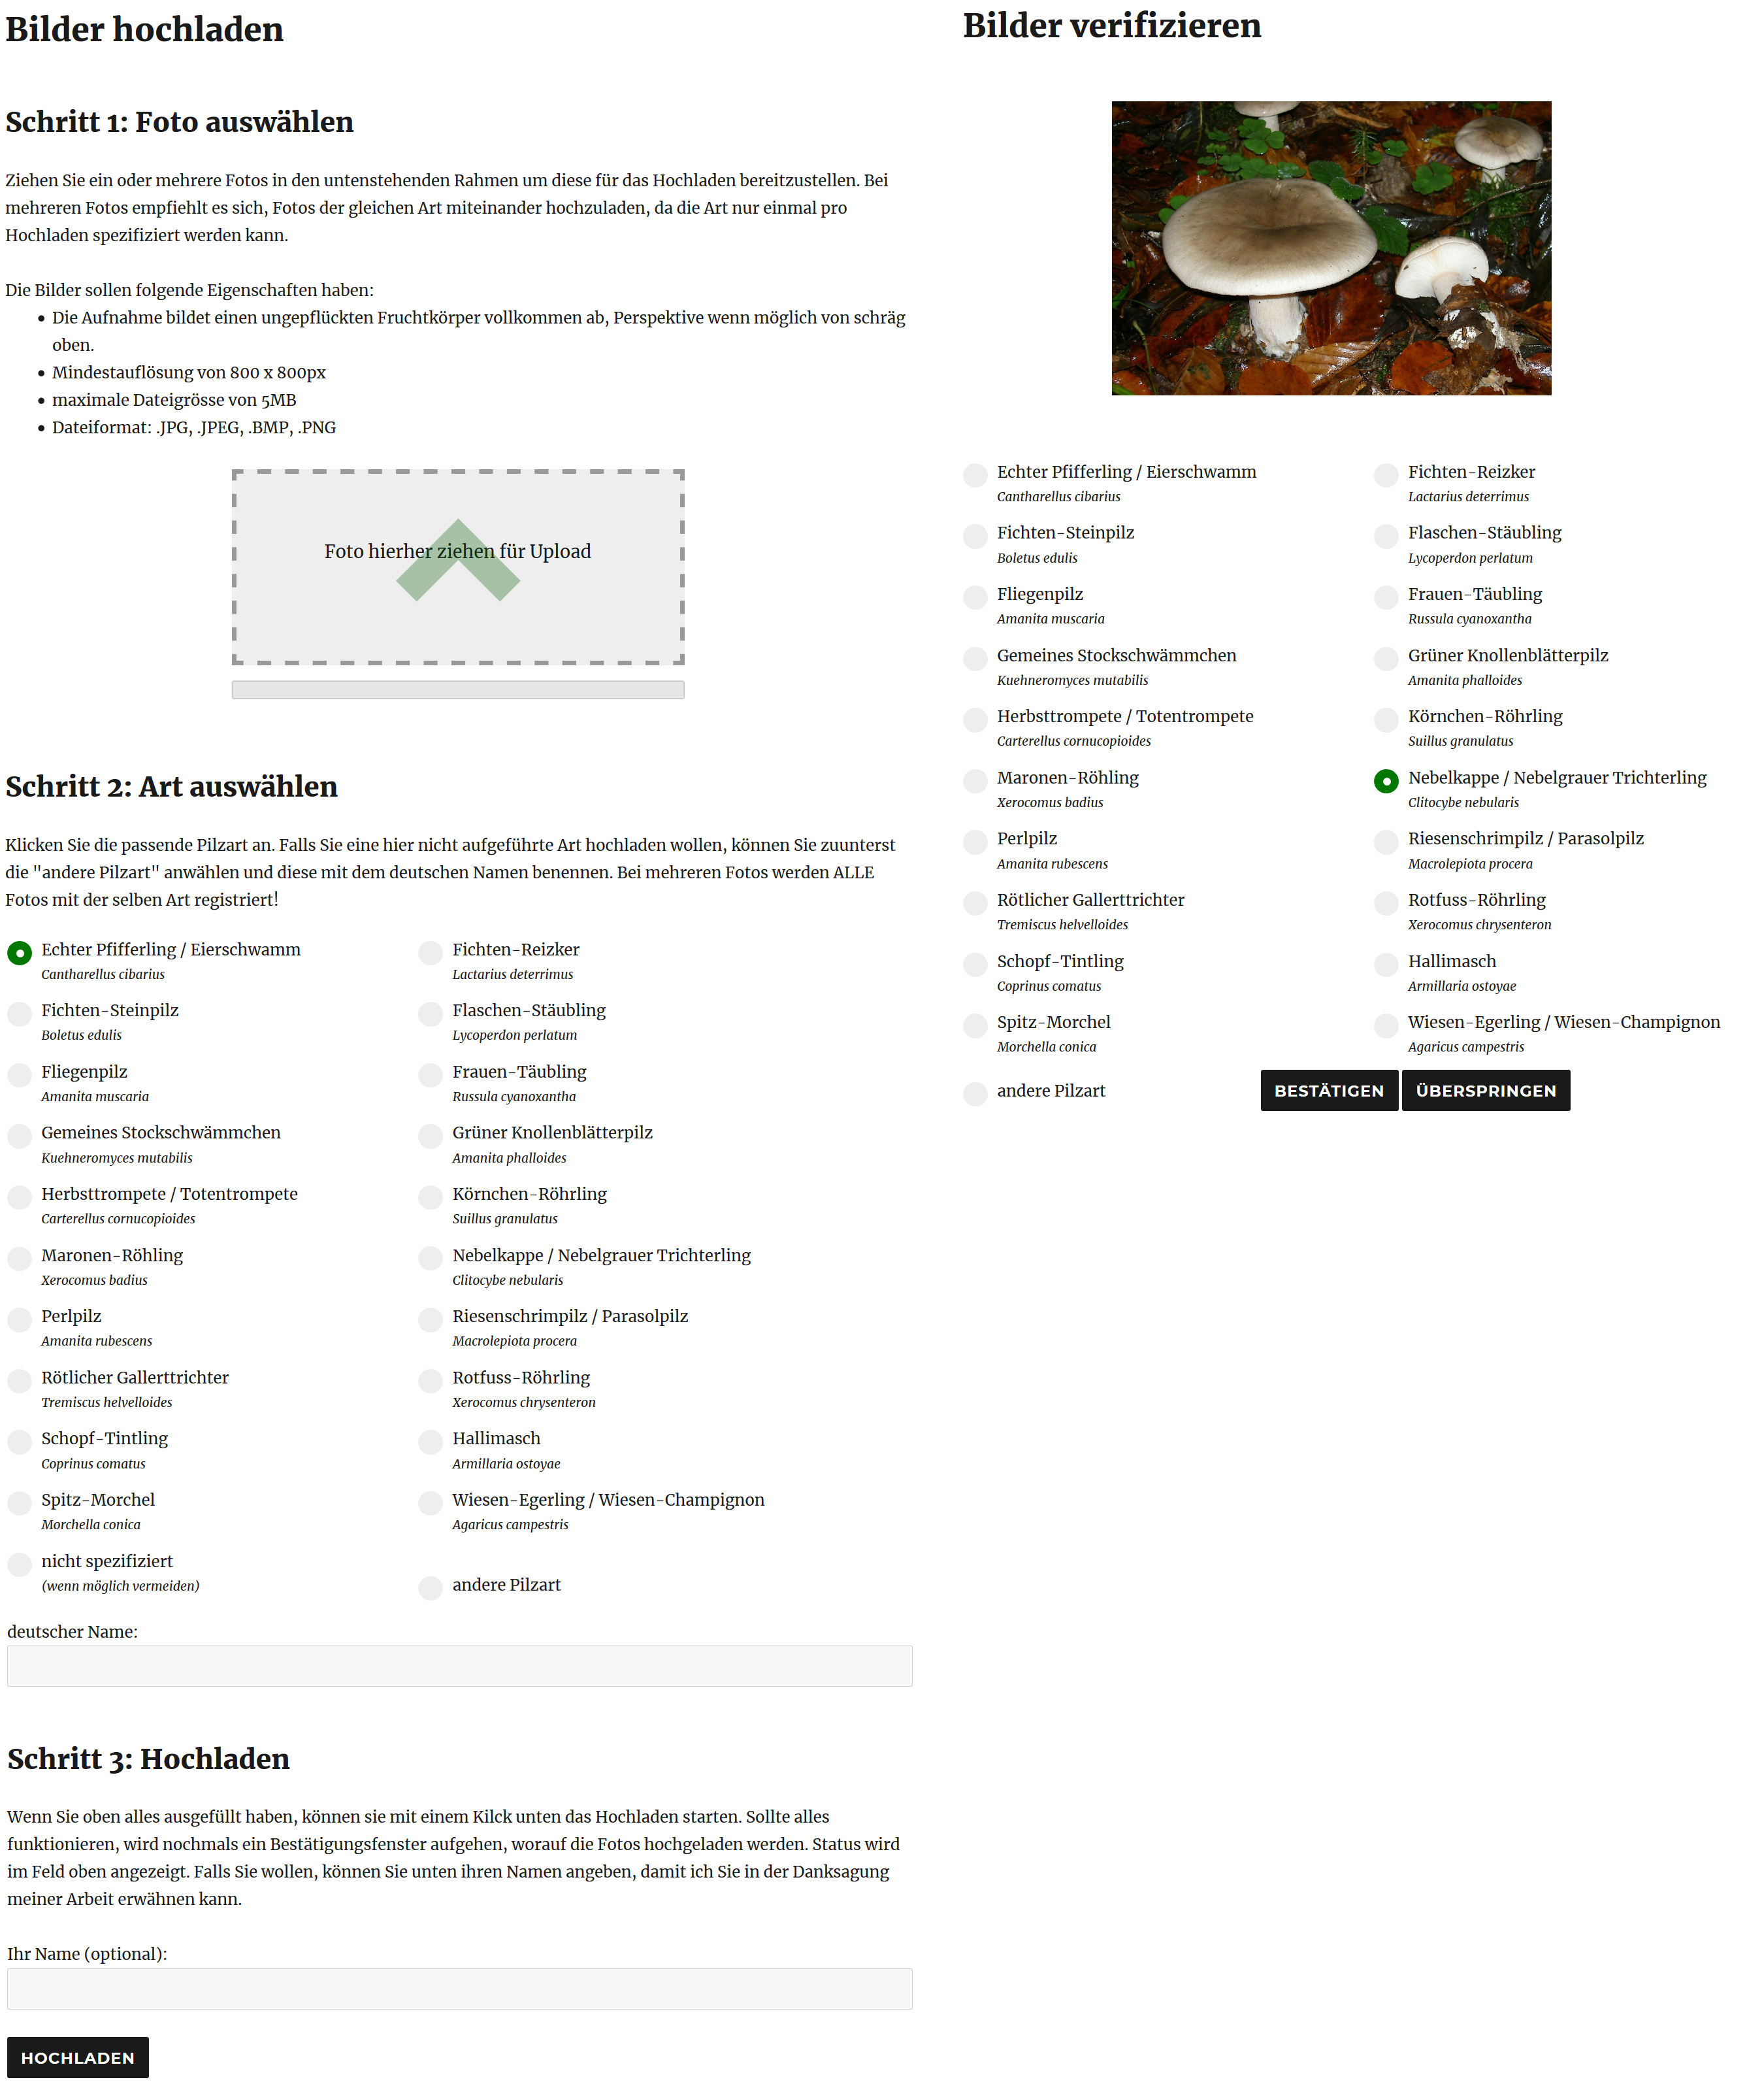 Bilder hochladen
Schritt 1: Foto auswählen
Ziehen Sie ein oder mehrere Fotos in den untenstehenden Rahmen um diese für das Hochladen bereitzustellen. Bei
mehreren Fotos empfiehlt es sich, Fotos der gleichen Art miteinander hochzuladen, da die Art nur einmal pro
Hochladen spezifiziert werden kann.
Die Bilder sollen folgende Eigenschaften haben:
• Die Aufnahme bildet einen ungepflückten Fruchtkörper vollkommen ab, Perspektive wenn möglich von schräg
oben.
• Mindestauflösung von 800 x 800px
• maximale Dateigrösse von 5MB
• Dateiformat: .JPG, .JPEG, .BMP, .PNG
Foto hierher ziehen für Upload
Schritt 2: Art auswählen
Klicken Sie die passende Pilzart an. Falls Sie eine hier nicht aufgeführte Art hochladen wollen, können Sie zuunterst
die "andere Pilzart" anwählen und diese mit dem deutschen Namen benennen. Bei mehreren Fotos werden ALLE
Fotos mit der selben Art registriert!
Echter Pfifferling / Eierschwamm
Cantharellus cibarius
Fichten-Reizker
Lactarius deterrimus
Fichten-Steinpilz
Boletus edulis
Flaschen-Stäubling
Lycoperdon perlatum
Fliegenpilz
Amanita muscaria
Frauen-Täubling
Russula cyanoxantha
Gemeines Stockschwämmchen
Kuehneromyces mutabilis
Grüner Knollenblätterpilz
Amanita phalloides
Herbsttrompete / Totentrompete
Carterellus cornucopioides
Körnchen-Röhrling
Suillus granulatus
Maronen-Röhling
Xerocomus badius
Nebelkappe / Nebelgrauer Trichterling
Clitocybe nebularis
Perlpilz
Amanita rubescens
Riesenschrimpilz / Parasolpilz
Macrolepiota procera
Rötlicher Gallerttrichter
Tremiscus helvelloides
Rotfuss-Röhrling
Xerocomus chrysenteron
Schopf-Tintling
Coprinus comatus
Hallimasch
Armillaria ostoyae
Spitz-Morchel
Morchella conica
Wiesen-Egerling / Wiesen-Champignon
Agaricus campestris
nicht spezifiziert
(wenn möglich vermeiden)
andere Pilzart
deutscher Name:
Schritt 3: Hochladen
Wenn Sie oben alles ausgefüllt haben, können sie mit einem Kilck unten das Hochladen starten. Sollte alles
funktionieren, wird nochmals ein Bestätigungsfenster aufgehen, worauf die Fotos hochgeladen werden. Status wird
im Feld oben angezeigt. Falls Sie wollen, können Sie unten ihren Namen angeben, damit ich Sie in der Danksagung
meiner Arbeit erwähnen kann.
Ihr Name (optional):
HOCHLADEN
Bilder verifizieren
Echter Pfifferling / Eierschwamm
Cantharellus cibarius
Fichten-Reizker
Lactarius deterrimus
Fichten-Steinpilz
Boletus edulis
Flaschen-Stäubling
Lycoperdon perlatum
Fliegenpilz
Amanita muscaria
Frauen-Täubling
Russula cyanoxantha
Gemeines Stockschwämmchen
Kuehneromyces mutabilis
Grüner Knollenblätterpilz
Amanita phalloides
Herbsttrompete / Totentrompete
Carterellus cornucopioides
Körnchen-Röhrling
Suillus granulatus
Maronen-Röhling
Xerocomus badius
Nebelkappe / Nebelgrauer Trichterling
Clitocybe nebularis
Perlpilz
Amanita rubescens
Riesenschrimpilz / Parasolpilz
Macrolepiota procera
Rötlicher Gallerttrichter
Tremiscus helvelloides
Rotfuss-Röhrling
Xerocomus chrysenteron
Schopf-Tintling
Coprinus comatus
Hallimasch
Armillaria ostoyae
Spitz-Morchel
Morchella conica
Wiesen-Egerling / Wiesen-Champignon
Agaricus campestris
andere Pilzart
BESTÄTIGEN
ÜBERSPRINGEN